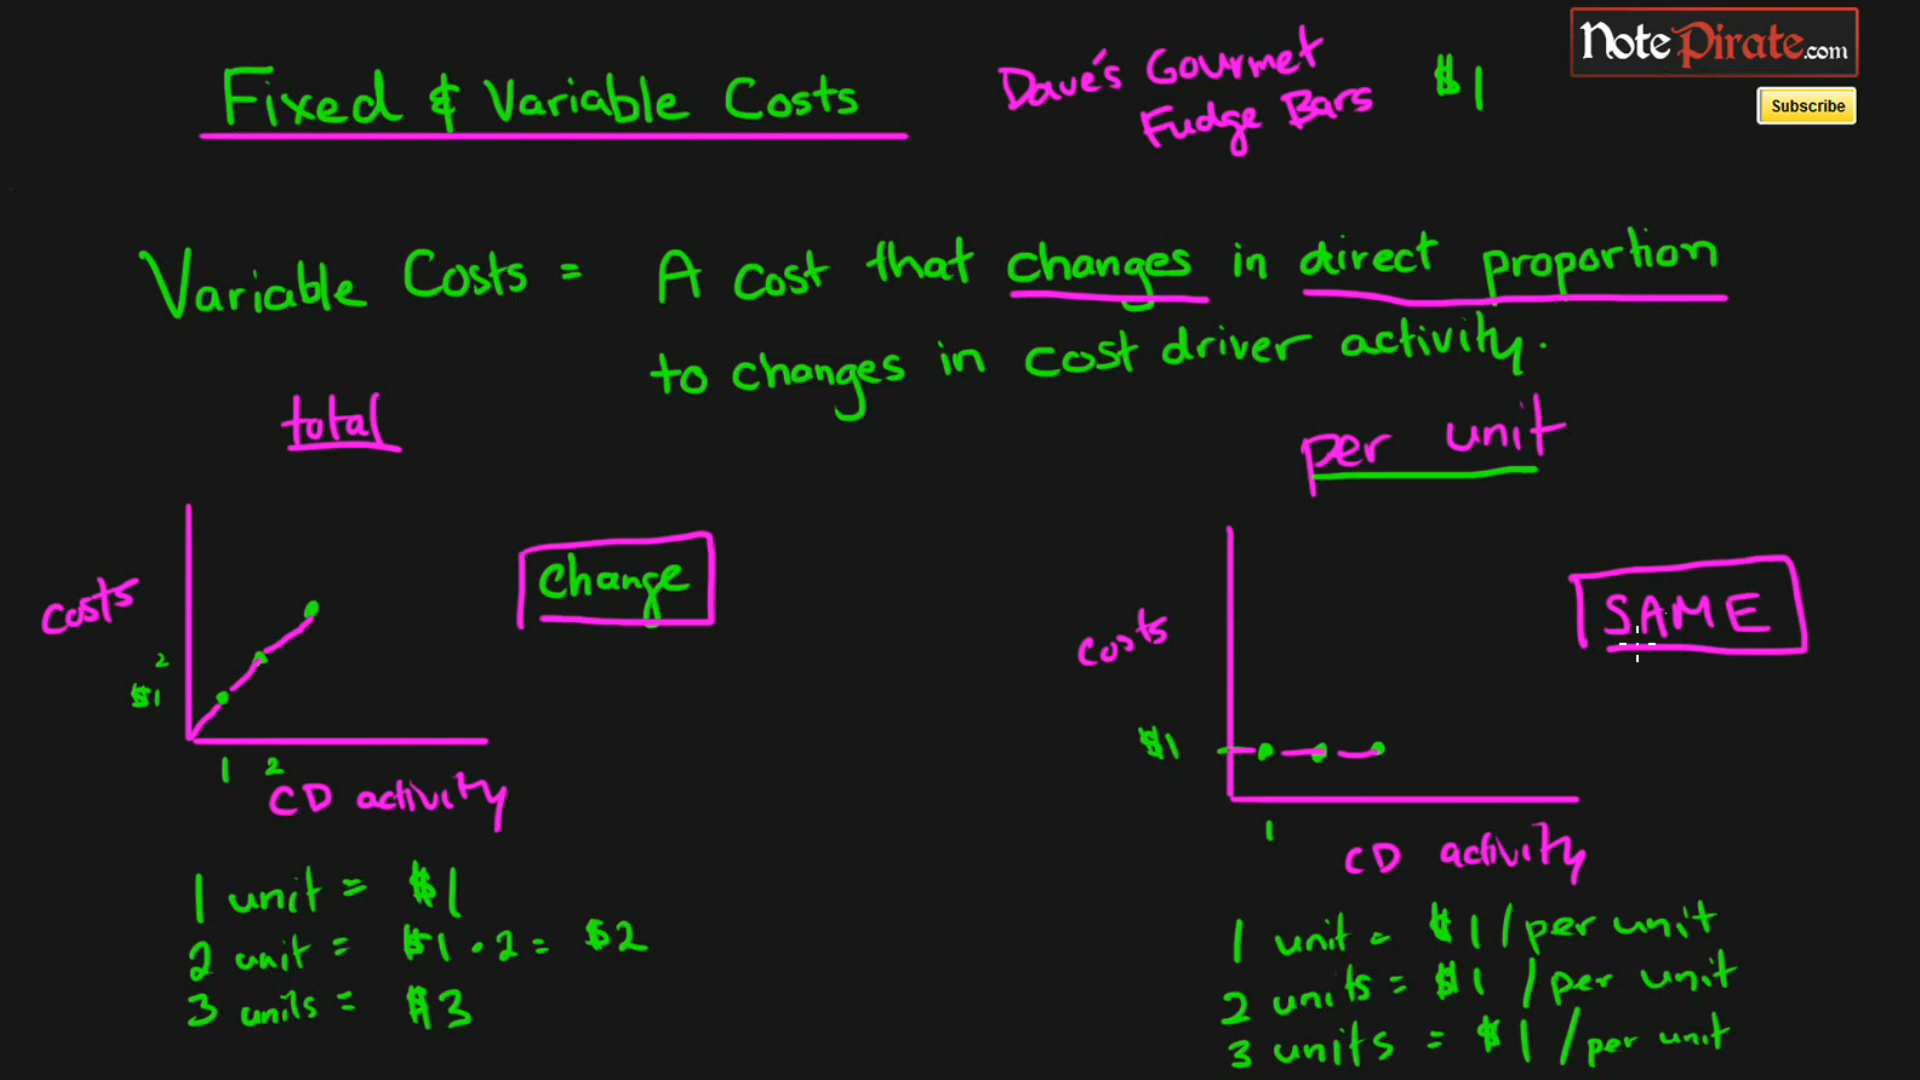 NotePirate.com
Subscribe
Fixed & Variable Costs
Dave's Gourmet
Fudge Bars
$1
Variable Costs = A cost that changes in direct proportion
to changes in cost driver activity.
total
costs
2
$1
1 2
CD activity
Change
1 unit = $1
2 unit = $1 · 2 = $2
3 units = $3
per unit
costs
$1
1
CD activity
SAME
1 unit = $1 / per unit
2 units = $1 / per unit
3 units = $1 / per unit